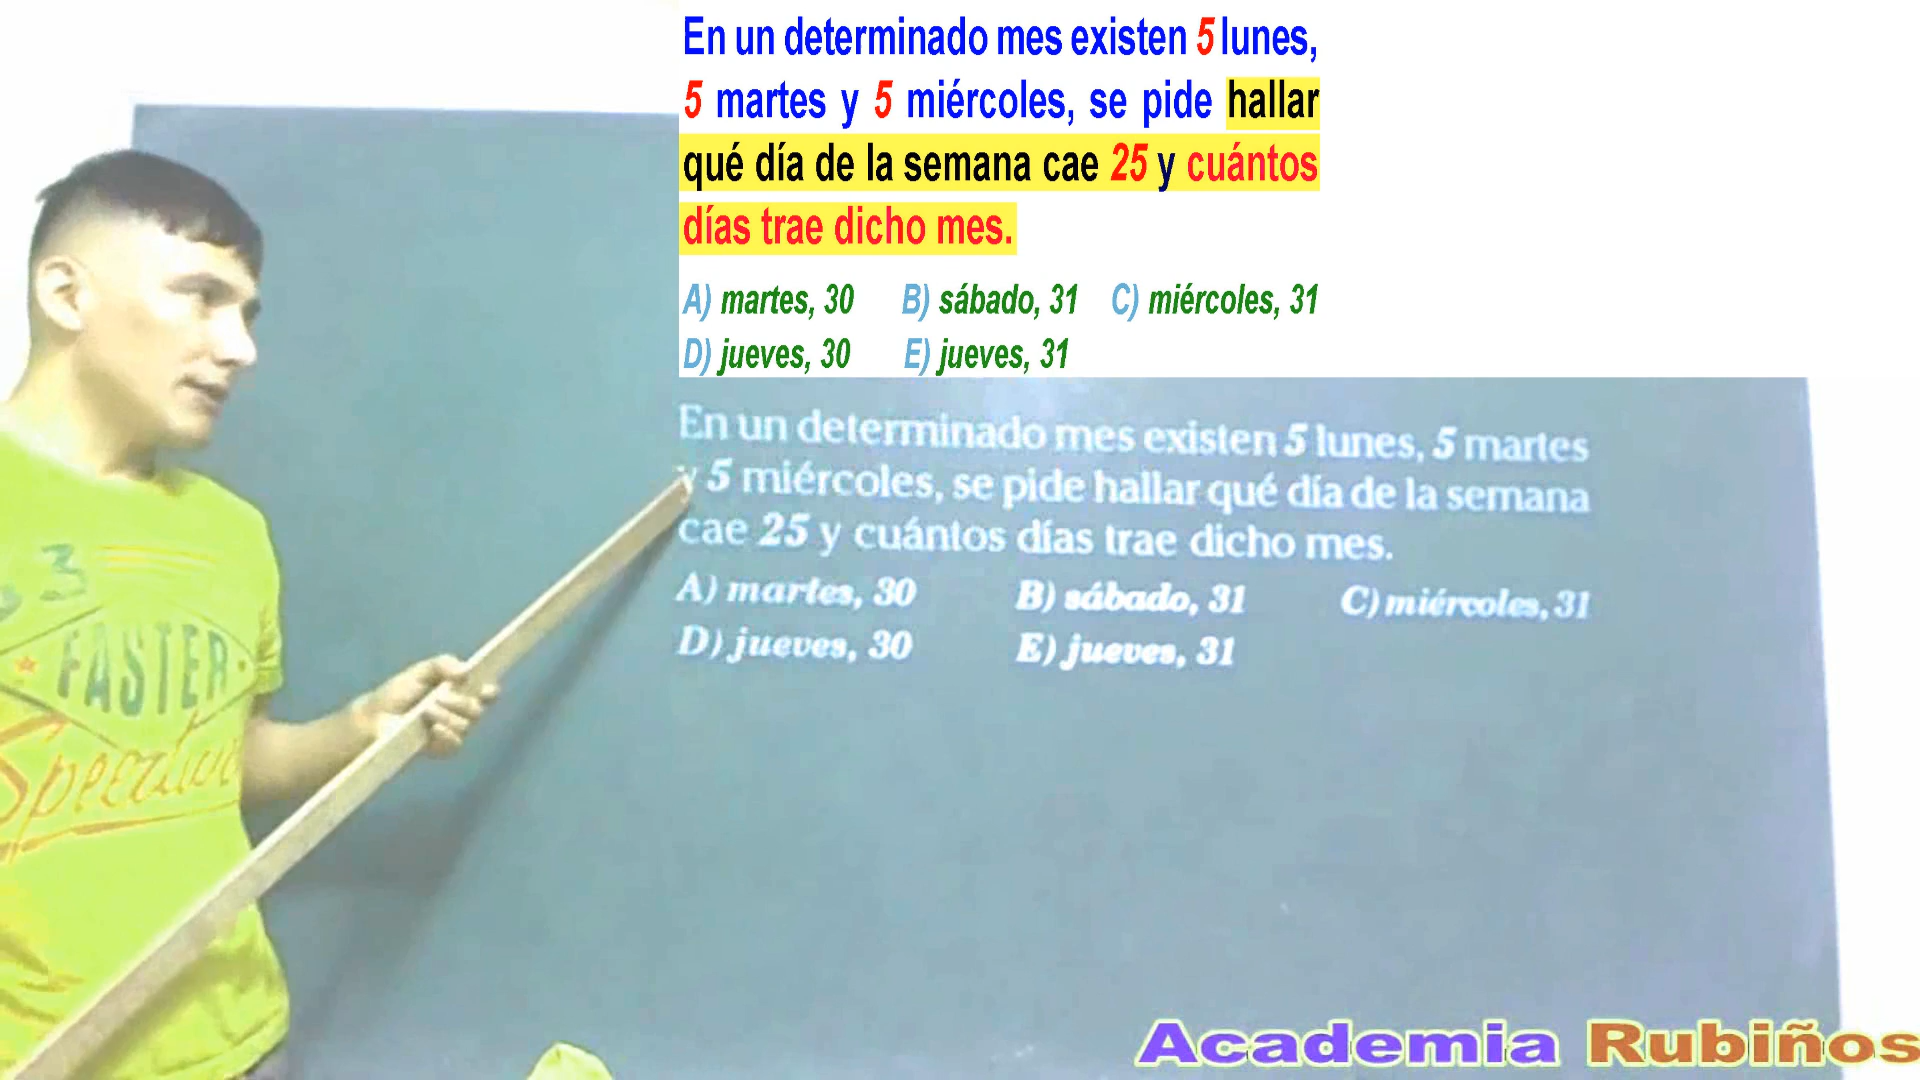 En un determinado mes existen 5 lunes,
5 martes y 5 miércoles, se pide hallar
qué día de la semana cae 25 y cuántos
días trae dicho mes.
A) martes, 30 B) sábado, 31 C) miércoles, 31
D) jueves, 30 E) jueves, 31
En un determinado mes existen 5 lunes, 5 martes
y 5 miércoles, se pide hallar qué día de la semana
cae 25 y cuántos días trae dicho mes.
A) martes, 30 B) sábado, 31 C) miércoles, 31
D) jueves, 30 E) jueves, 31
3
FASTER
Academia Rubiños